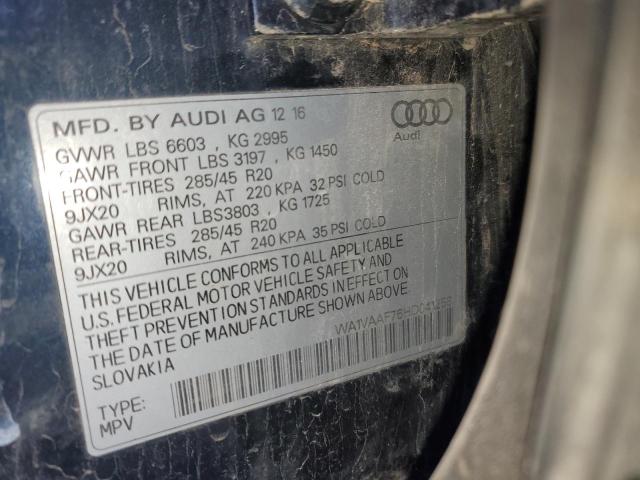 MFD. BY AUDI AG 12 16
Audi
GVWR LBS 6603 , KG 2995
GAWR FRONT LBS 3197 , KG 1450
FRONT-TIRES 285/45 R20
9JX20 RIMS, AT 220 KPA 32 PSI COLD
GAWR REAR LBS3803 , KG 1725
REAR-TIRES 285/45 R20
9JX20 RIMS, AT 240 KPA 35 PSI COLD
THIS VEHICLE CONFORMS TO ALL APPLICABLE
U.S. FEDERAL MOTOR VEHICLE SAFETY AND
THEFT PREVENTION STANDARDS IN EFFECT ON
THE DATE OF MANUFACTURE SHOWN ABOVE.
SLOVAKIA
TYPE:
MPV